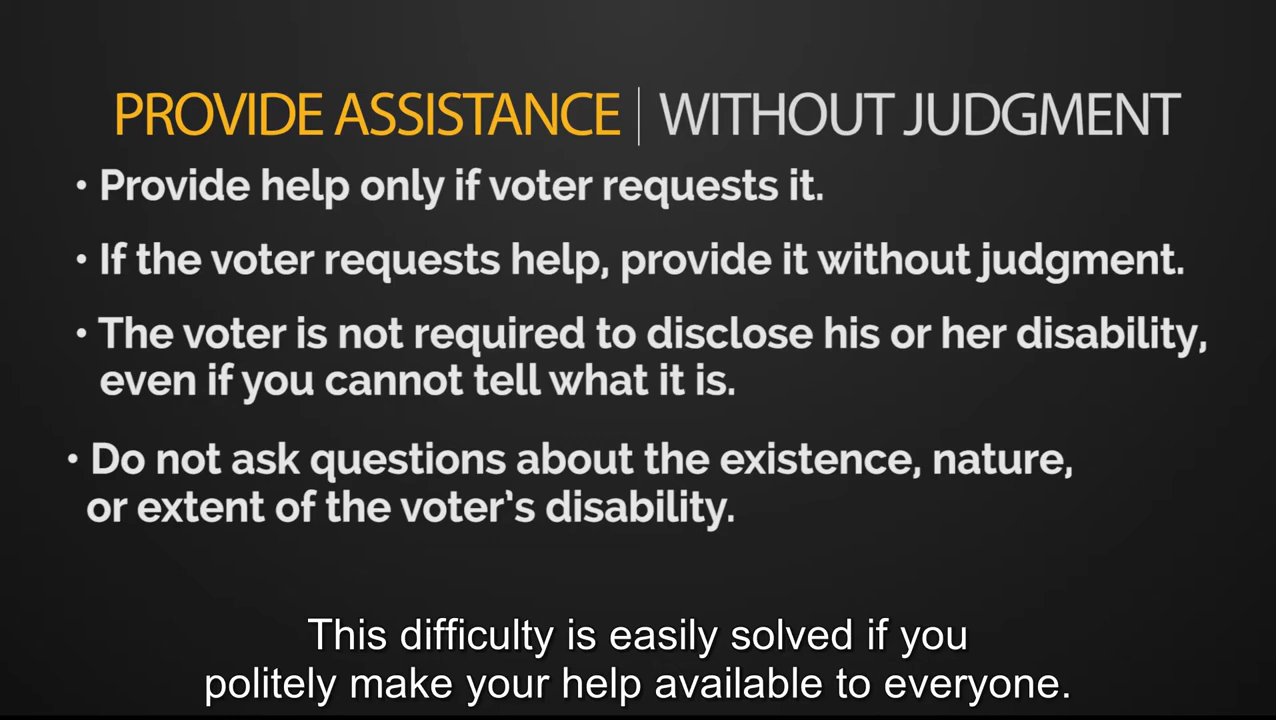 PROVIDE ASSISTANCE | WITHOUT JUDGMENT
• Provide help only if voter requests it.
• If the voter requests help, provide it without judgment.
• The voter is not required to disclose his or her disability,
even if you cannot tell what it is.
• Do not ask questions about the existence, nature,
or extent of the voter's disability.
This difficulty is easily solved if you
politely make your help available to everyone.